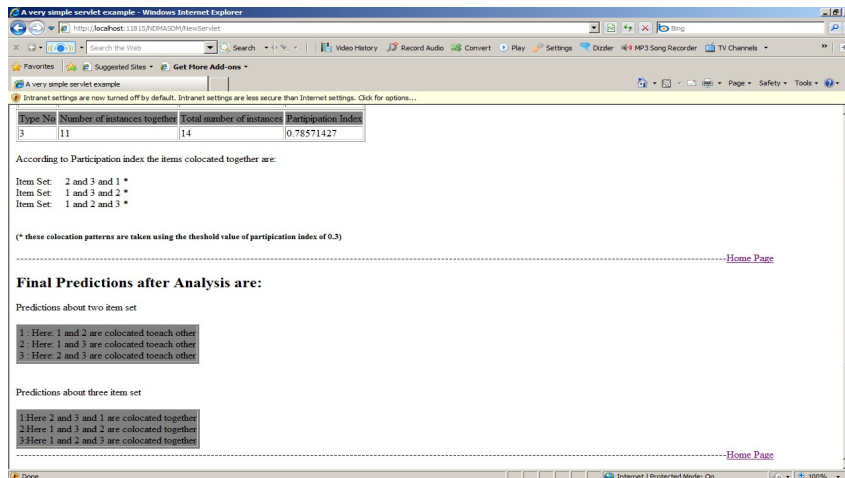 A very simple servlet example - Windows Internet Explorer
http://localhost:11815/NDMASDM/NewServlet
Bing
Search the Web
Search
Video History
Record Audio
Convert
Play
Settings
Dizzler
MP3 Song Recorder
TV Channels
Favorites
Suggested Sites
Get More Add-ons
A very simple servlet example
Page
Safety
Tools
Intranet settings are now turned off by default. Intranet settings are less secure than Internet settings. Click for options...
Type No Number of instances together Total number of instances Partipipation Index
3 11 14 0.78571427
According to Participation index the items colocated together are:
Item Set: 2 and 3 and 1 *
Item Set: 1 and 3 and 2 *
Item Set: 1 and 2 and 3 *
(* these colocation patterns are taken using the theshold value of partipication index of 0.3)
Home Page
Final Predictions after Analysis are:
Predictions about two item set
1 : Here: 1 and 2 are colocated toeach other
2 : Here: 1 and 3 are colocated toeach other
3 : Here: 2 and 3 are colocated toeach other
Predictions about three item set
1:Here 2 and 3 and 1 are colocated together
2:Here 1 and 3 and 2 are colocated together
3:Here 1 and 2 and 3 are colocated together
Home Page
Done
Internet | Protected Mode: On
100%